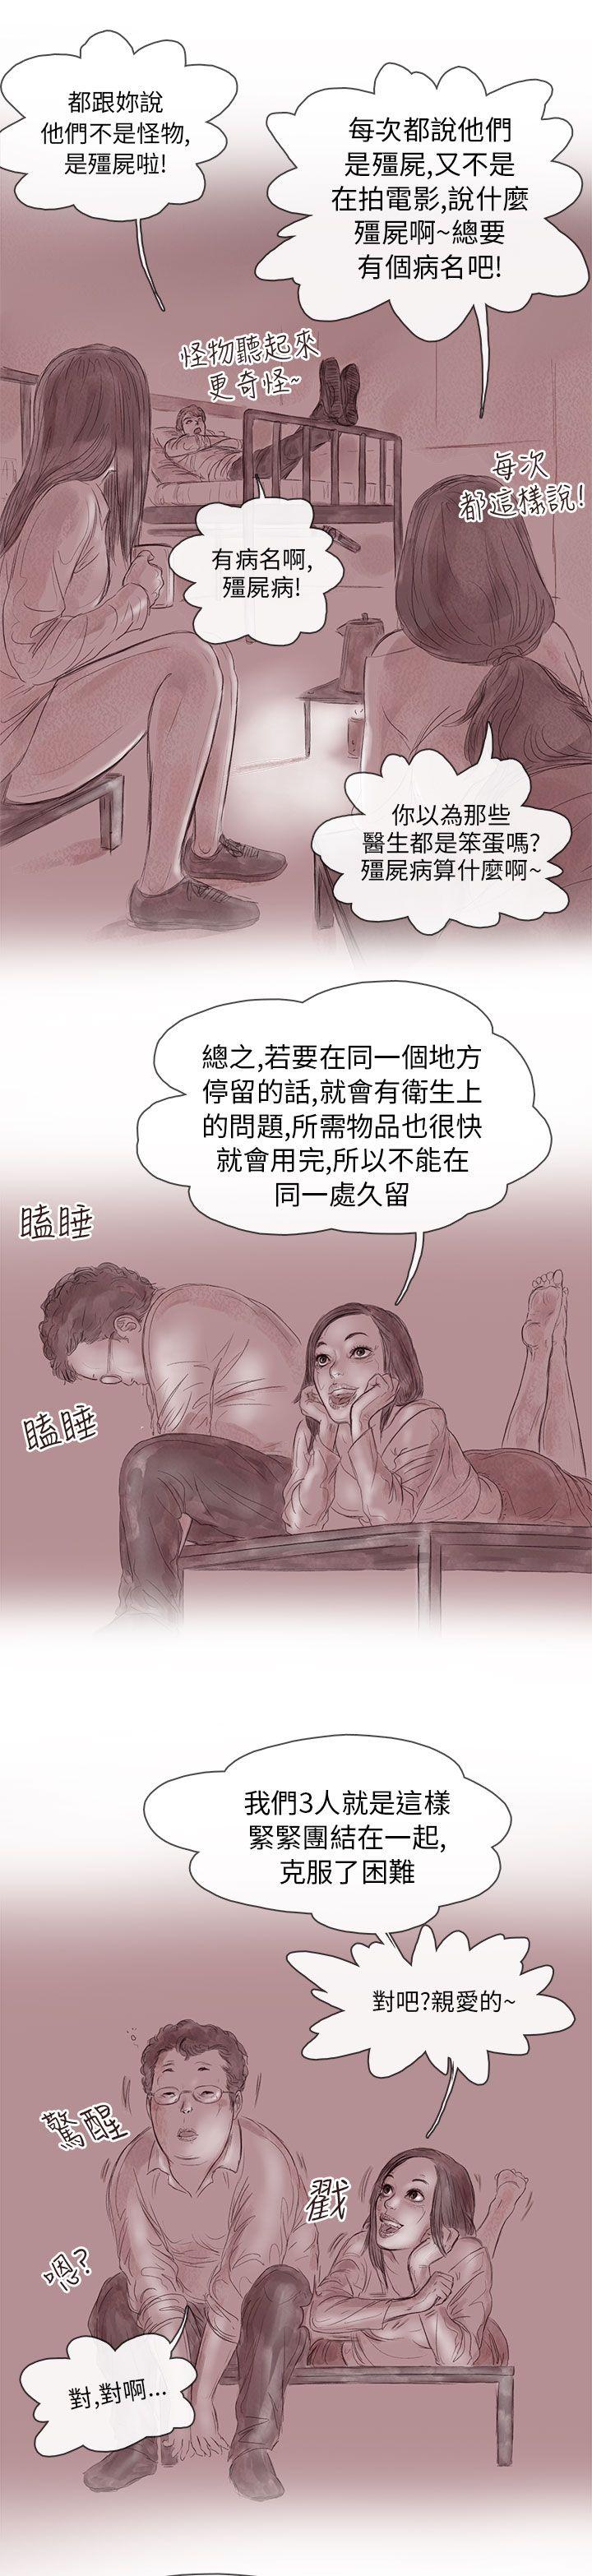 都跟妳說
他們不是怪物,
是殭屍啦!
每次都說他們
是殭屍,又不是
在拍電影,說什麼
殭屍啊~總要
有個病名吧!
怪物聽起來
更奇怪~
每次
都這樣說!
有病名啊,
殭屍病!
你以為那些
醫生都是笨蛋嗎?
殭屍病算什麼啊~
總之,若要在同一個地方
停留的話,就會有衛生上
的問題,所需物品也很快
就會用完,所以不能在
同一處久留
瞌睡
瞌睡
我們3人就是這樣
緊緊團結在一起,
克服了困難
對吧?親愛的~
驚醒
戳
嗯?
對,對啊...